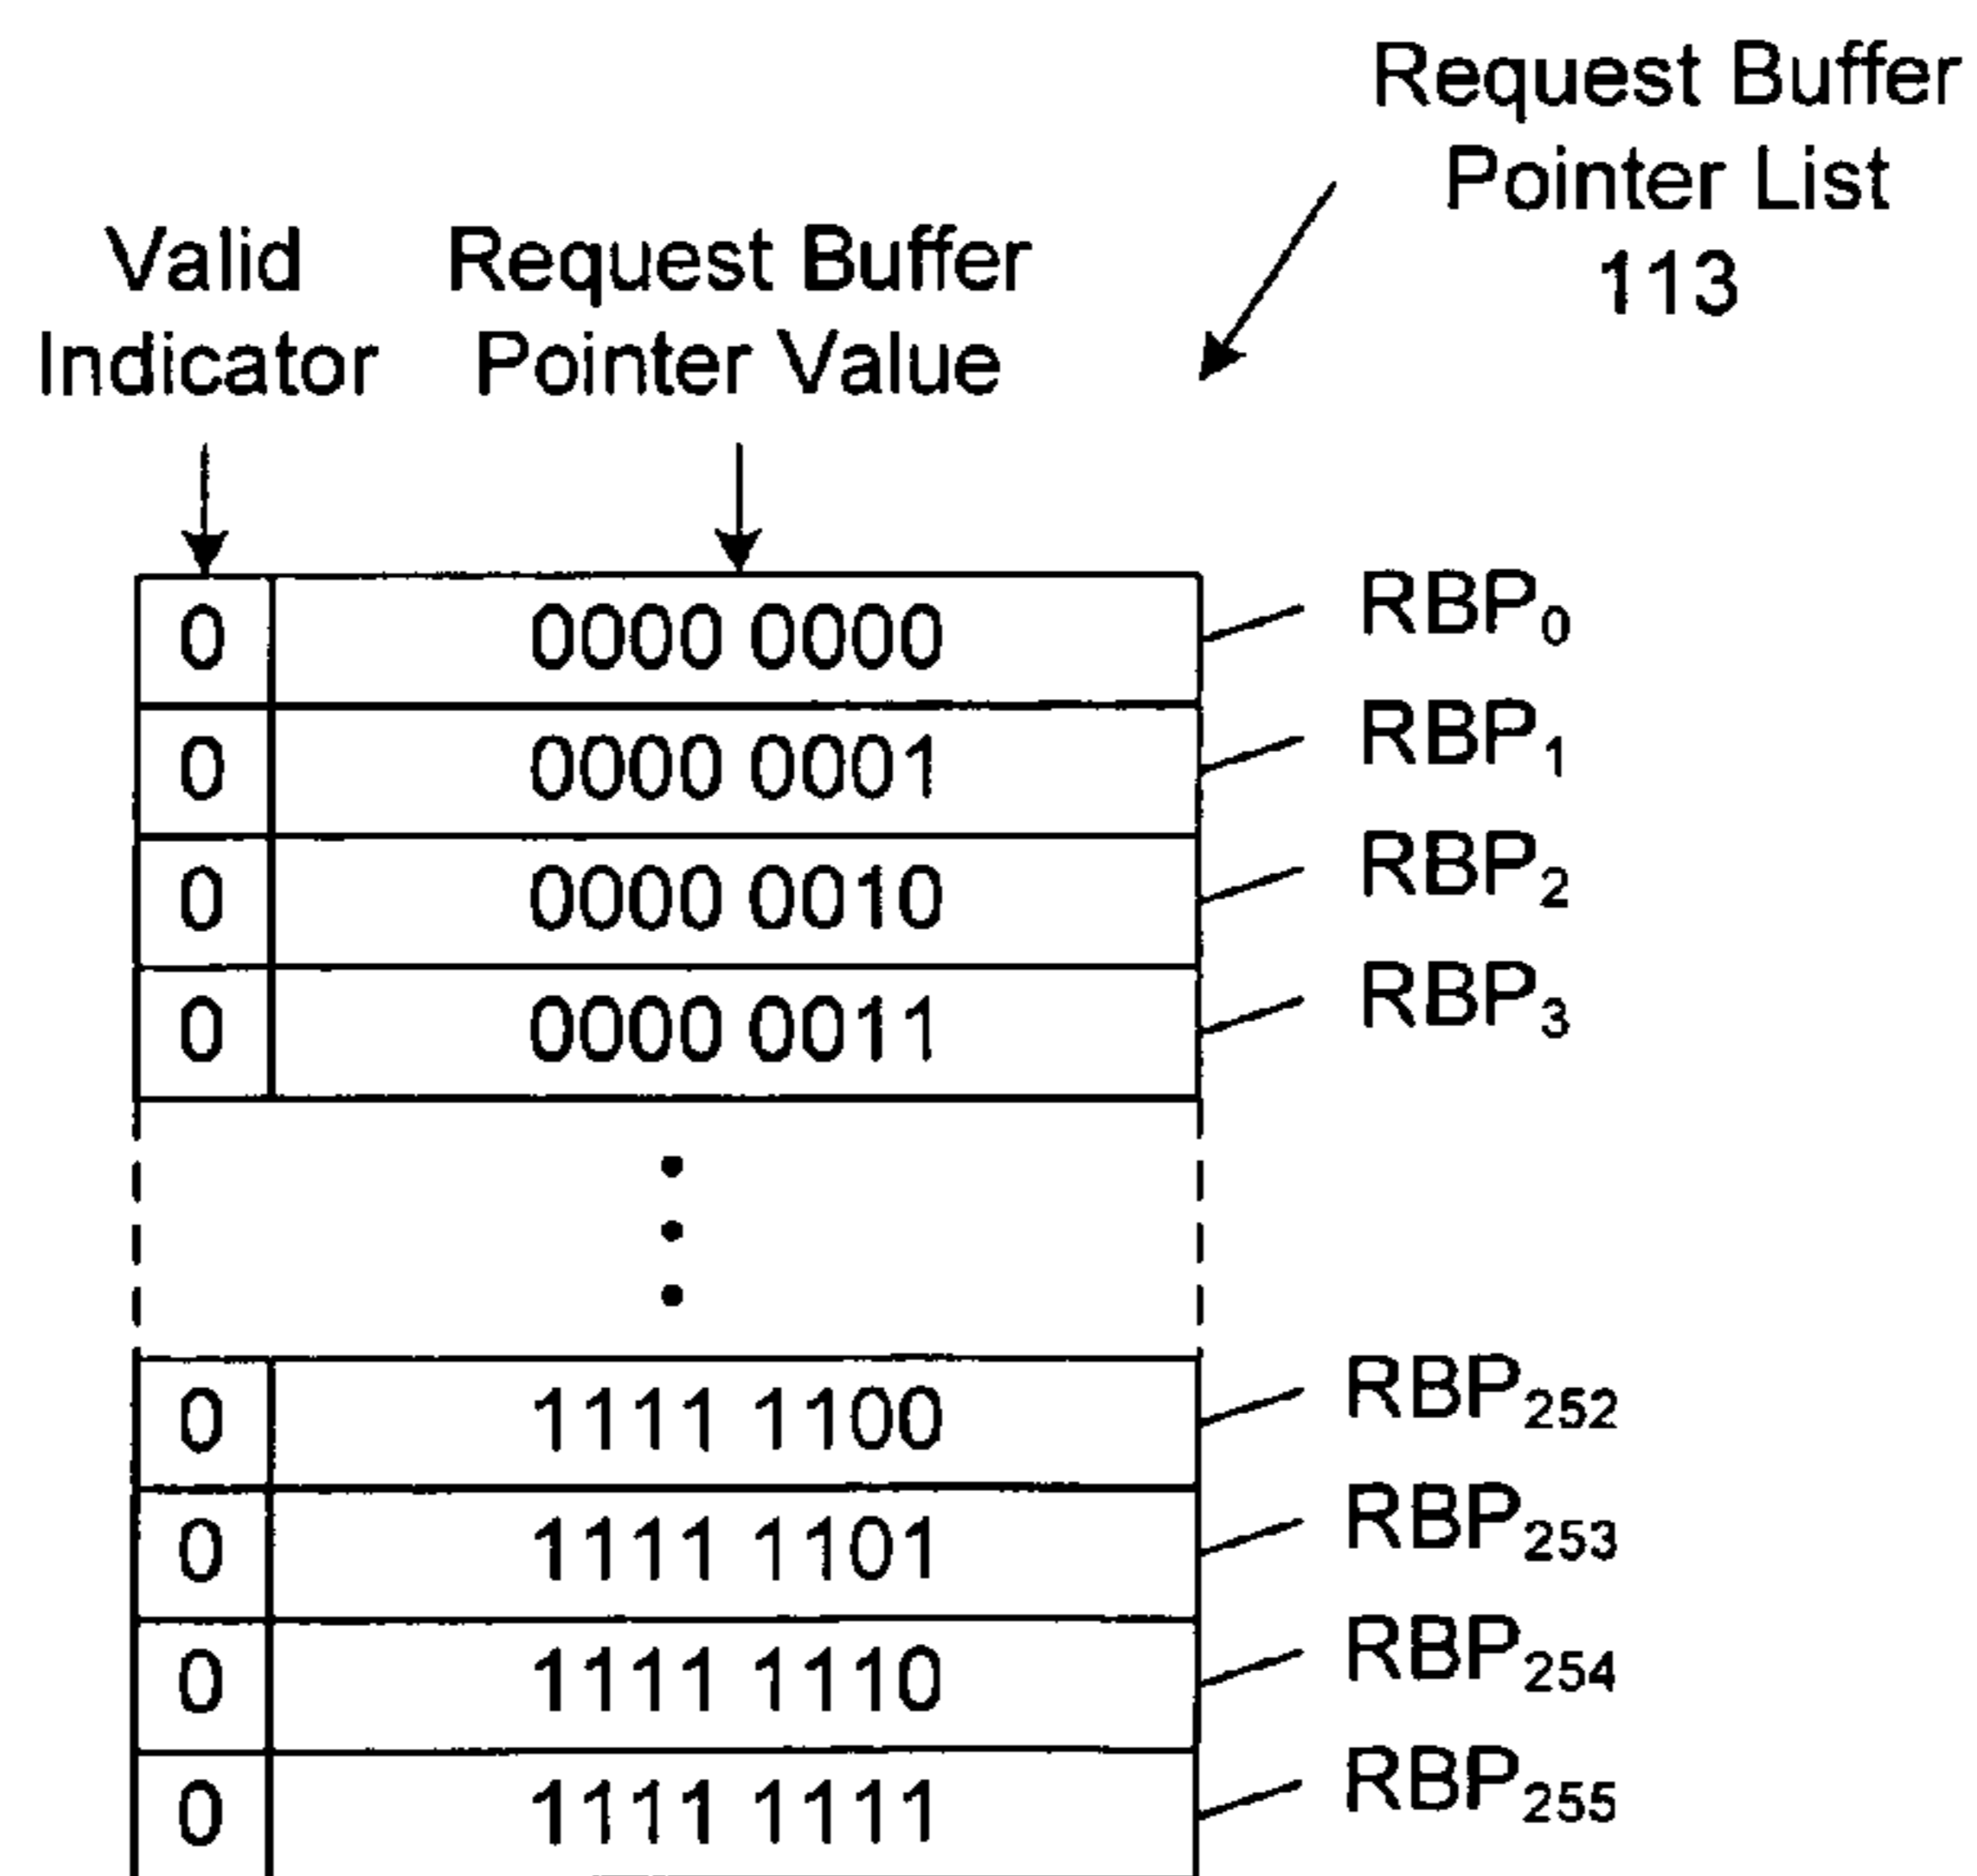 Request Buffer
Pointer List
113
Valid
Indicator
Request Buffer
Pointer Value
0 0000 0000 RBP0
0 0000 0001 RBP1
0 0000 0010 RBP2
0 0000 0011 RBP3
0 1111 1100 RBP252
0 1111 1101 RBP253
0 1111 1110 RBP254
0 1111 1111 RBP255